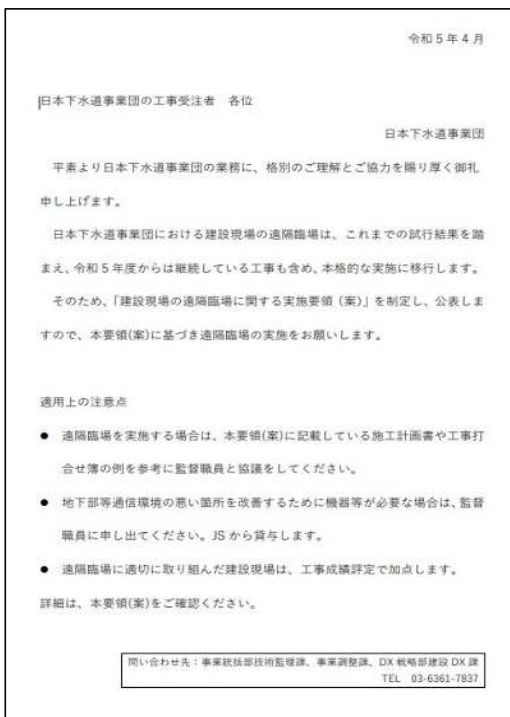 令和5年4月
日本下水道事業団の工事受注者　各位
日本下水道事業団
平素より日本下水道事業団の業務に、格別のご理解とご協力を賜り厚く御礼
申し上げます。
日本下水道事業団における建設現場の遠隔臨場は、これまでの試行結果を踏
まえ、令和5年度からは継続している工事も含め、本格的な実施に移行します。
そのため、「建設現場の遠隔臨場に関する実施要領（案）」を制定し、公表しま
すので、本要領(案)に基づき遠隔臨場の実施をお願いします。
適用上の注意点
● 遠隔臨場を実施する場合は、本要領(案)に記載している施工計画書や工事打
合せ簿の例を参考に監督職員と協議をしてください。
● 地下部等通信環境の悪い箇所を改善するために機器等が必要な場合は、監督
職員に申し出てください。JSから貸与します。
● 遠隔臨場に適切に取り組んだ建設現場は、工事成績評定で加点します。
詳細は、本要領(案)をご確認ください。
問い合わせ先：事業統括部技術監理課、事業調整課、DX戦略部建設DX課
TEL　03-6361-7837